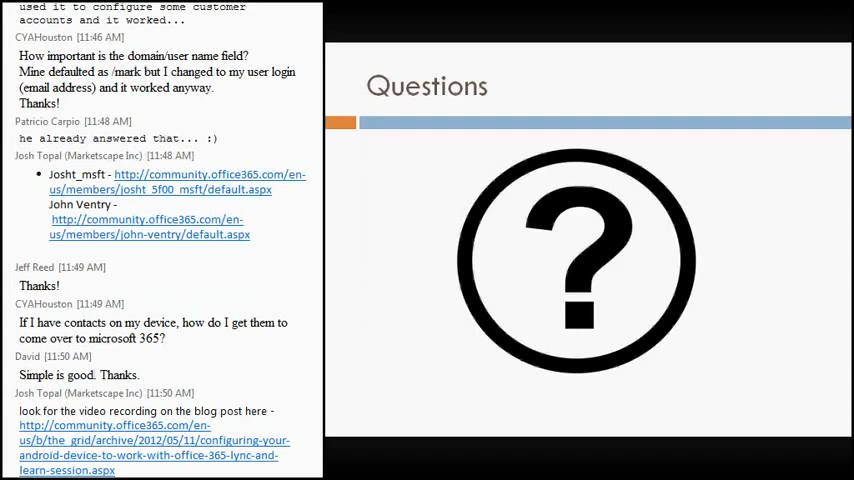 used it to configure some customer
accounts and it worked...
CYAHouston [11:46 AM]
How important is the domain/user name field?
Mine defaulted as /mark but I changed to my user login
(email address) and it worked anyway.
Thanks!
Patricio Carpio [11:48 AM]
he already answered that... :)
Josh Topal (Marketscape Inc) [11:48 AM]
• Josht_msft - http://community.office365.com/en-
us/members/josht_5f00_msft/default.aspx
John Ventry -
http://community.office365.com/en-
us/members/john-ventry/default.aspx
Jeff Reed [11:49 AM]
Thanks!
CYAHouston [11:49 AM]
If I have contacts on my device, how do I get them to
come over to microsoft 365?
David [11:50 AM]
Simple is good. Thanks.
Josh Topal (Marketscape Inc) [11:50 AM]
look for the video recording on the blog post here -
http://community.office365.com/en-
us/b/the_grid/archive/2012/05/11/configuring-your-
android-device-to-work-with-office-365-lync-and-
learn-session.aspx
Questions
?